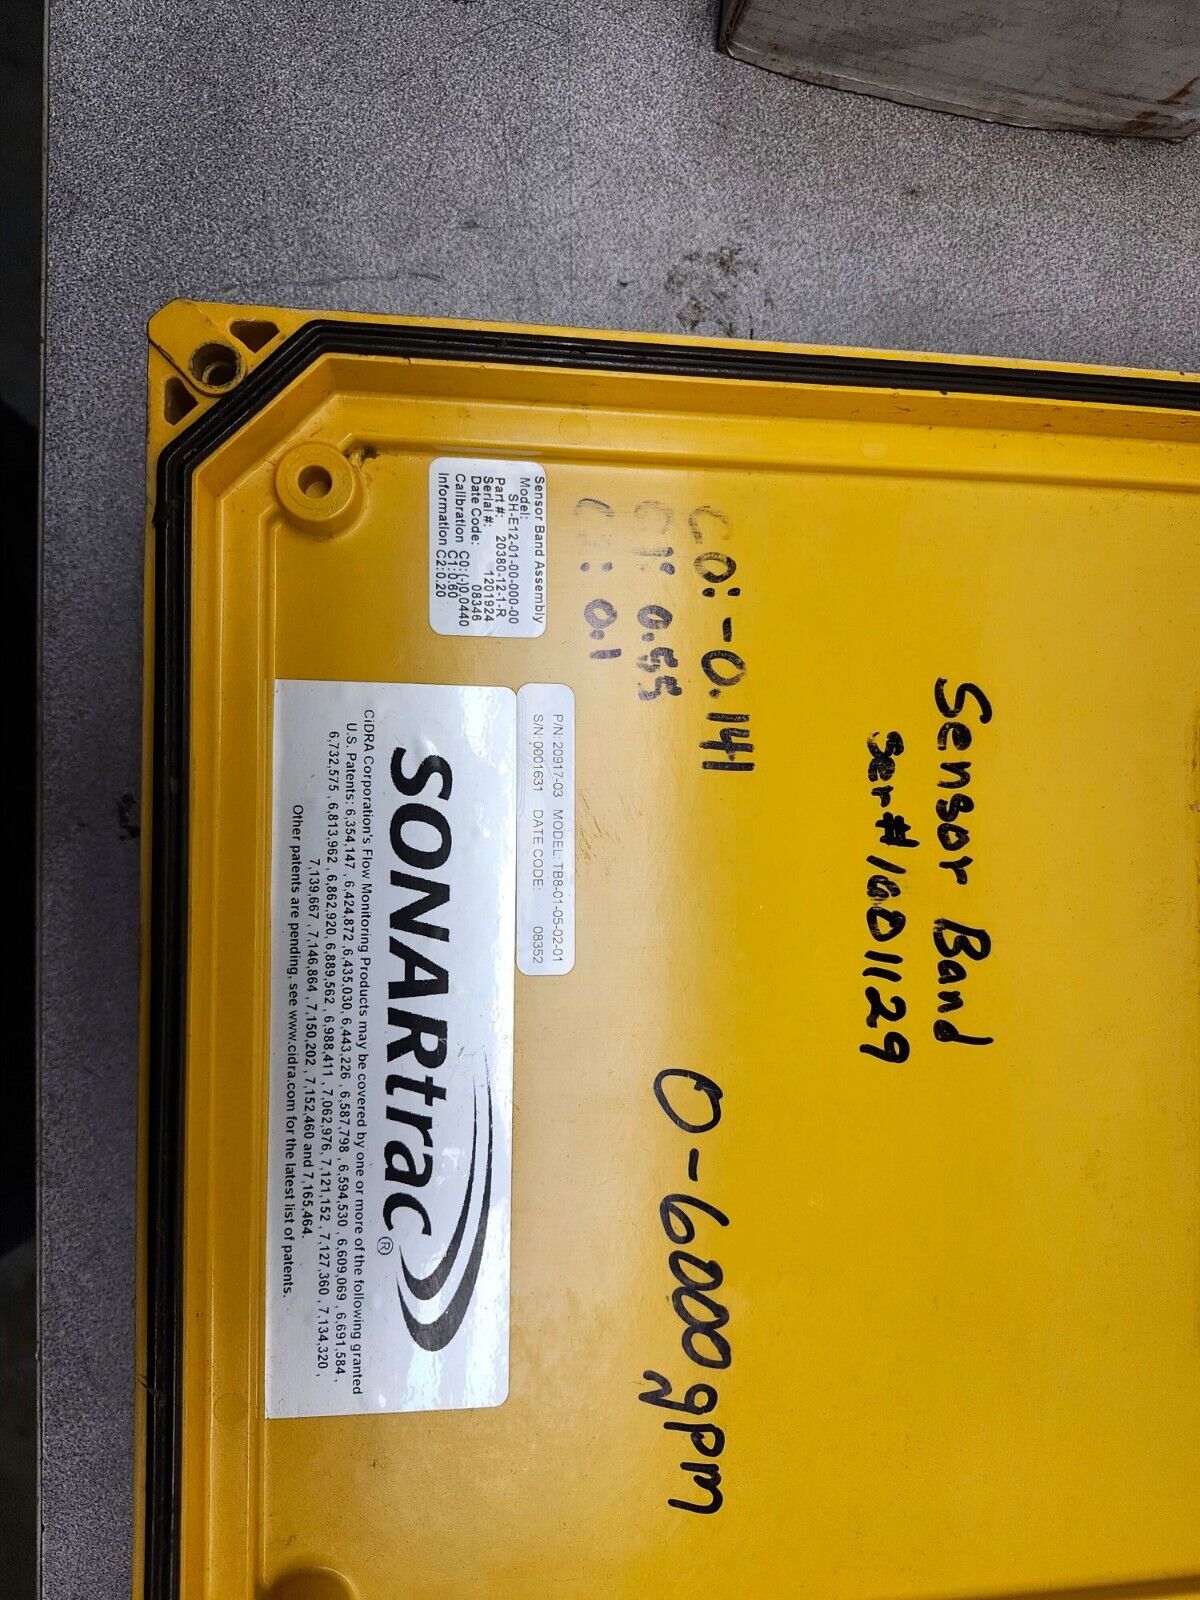 Sensor Band
ser# 1601129
0-6000gpm
C0: -0.141
C1: 0.55
: 0.1
Sensor Band Assembly
Model:
SH-E12-01-00-000-00
Part #: 20380-12-1-R
Serial #: 1201924
Date Code: 08346
Calibration C0:(-)0.0440
C1:0.60
Information C2:0.20
P/N: 20917-03 MODEL: TB8-01-05-02-01
S/N: 0001631 DATE CODE: 08352
SONARtrac®
CiDRA Corporation's Flow Monitoring Products may be covered by one or more of the following granted
U.S. Patents: 6,354,147 , 6,424,872 ,6,435,030, 6,443,226 , 6,587,798 , 6,594,530 , 6,609,069 , 6,691,584 ,
6,732,575 , 6,813,962 , 6,862,920, 6,889,562 , 6,988,411 , 7,062,976, 7,121,152 , 7,127,360 , 7,134,320 ,
7,139,667 , 7,146,864 , 7,150,202 , 7,152,460 and 7,165,464.
Other patents are pending, see www.cidra.com for the latest list of patents.